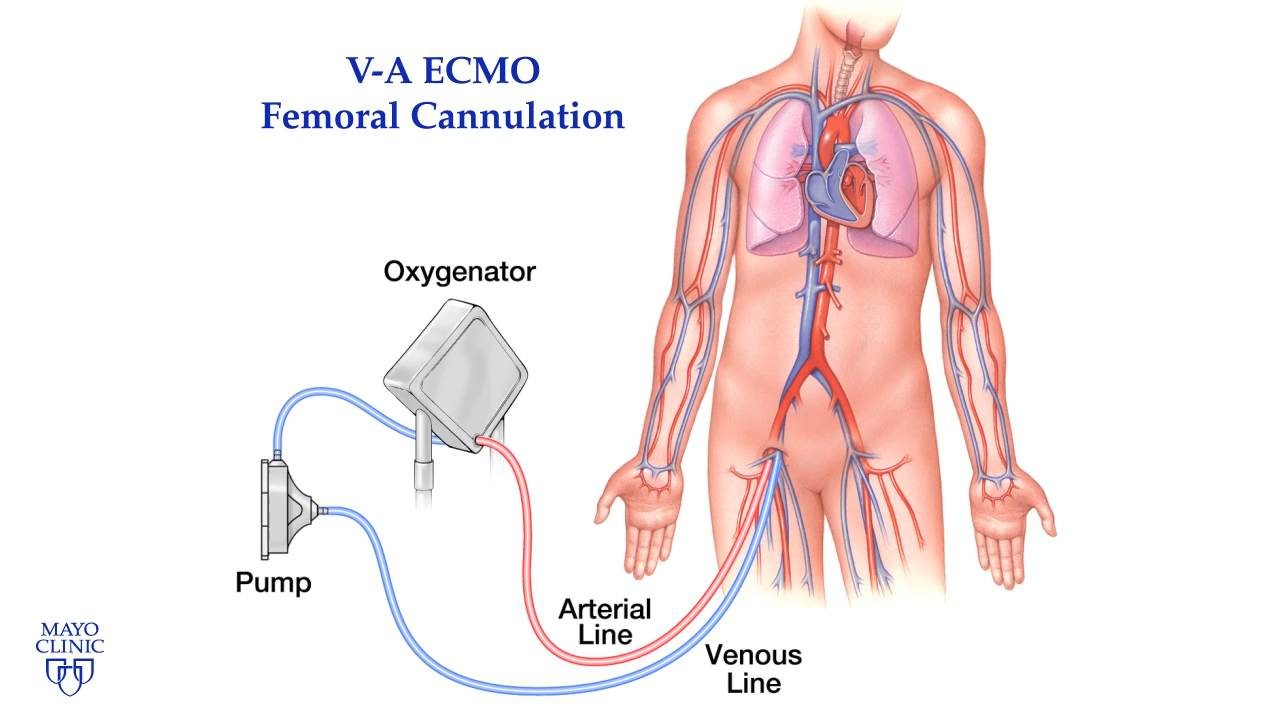 V-A ECMO
Femoral Cannulation
Oxygenator
Pump
Arterial
Line
Venous
Line
MAYO
CLINIC